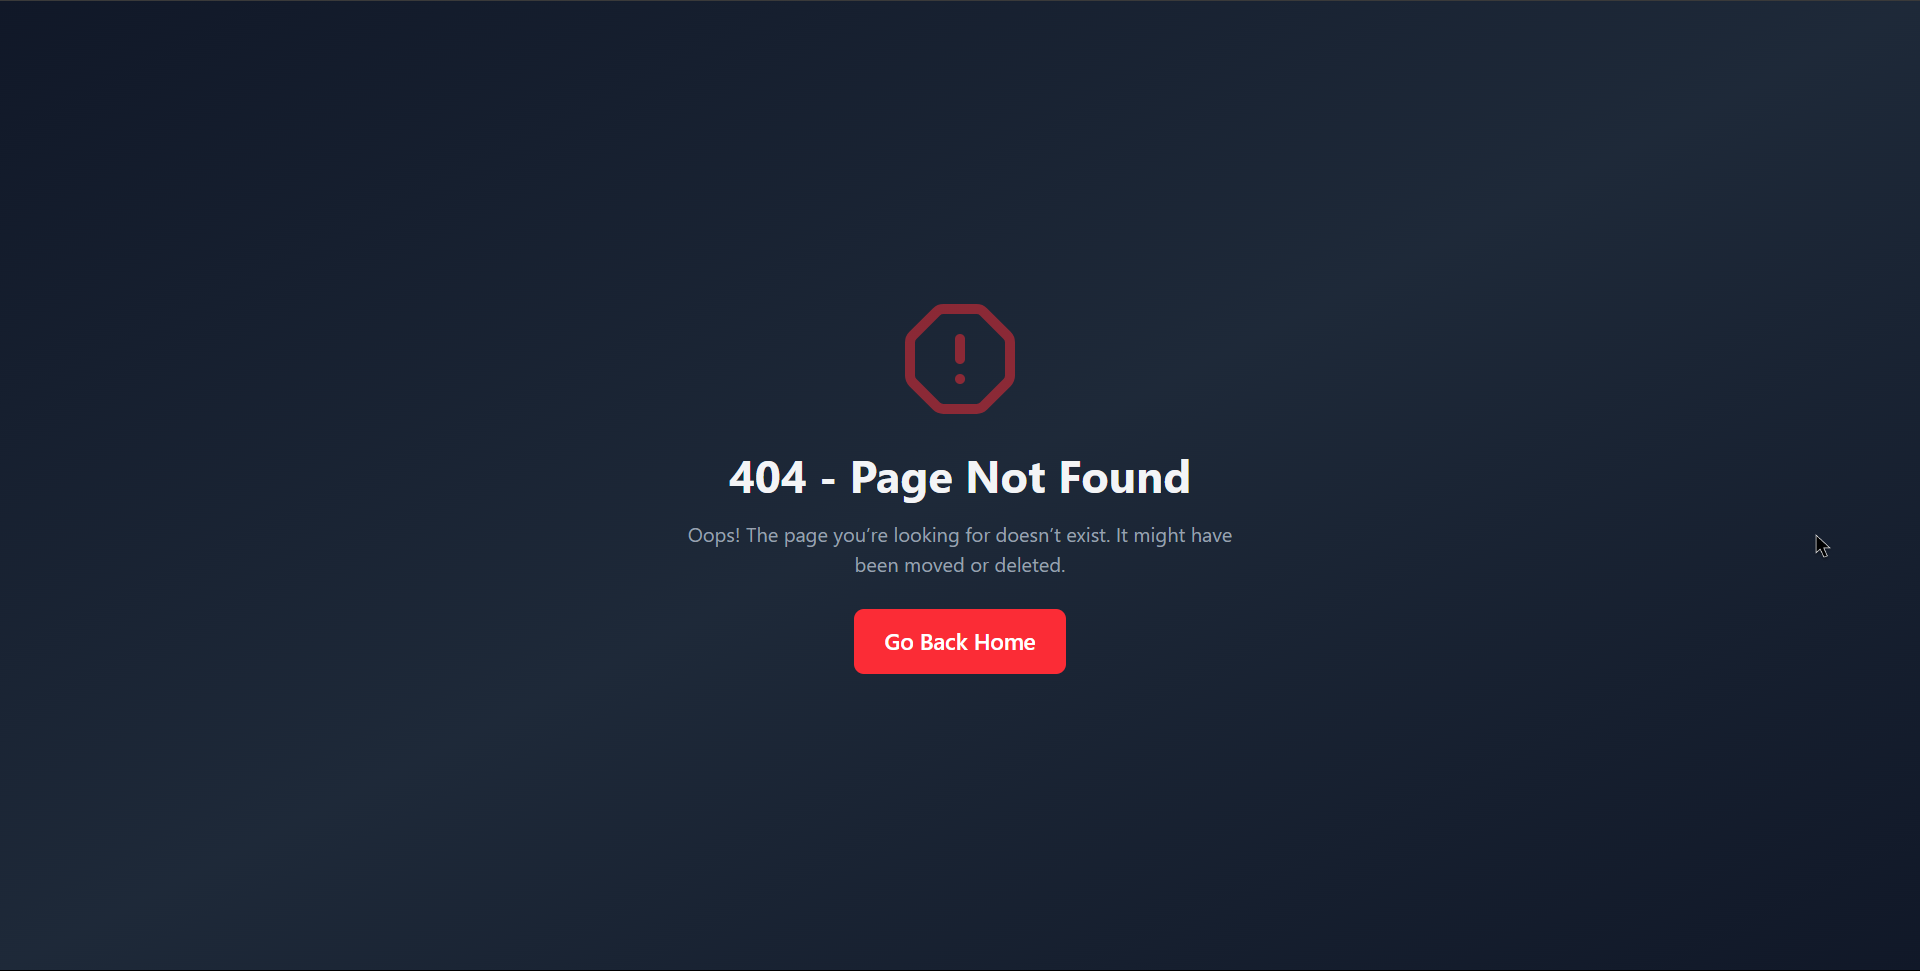 404 - Page Not Found
Oops! The page you’re looking for doesn’t exist. It might have
been moved or deleted.
Go Back Home